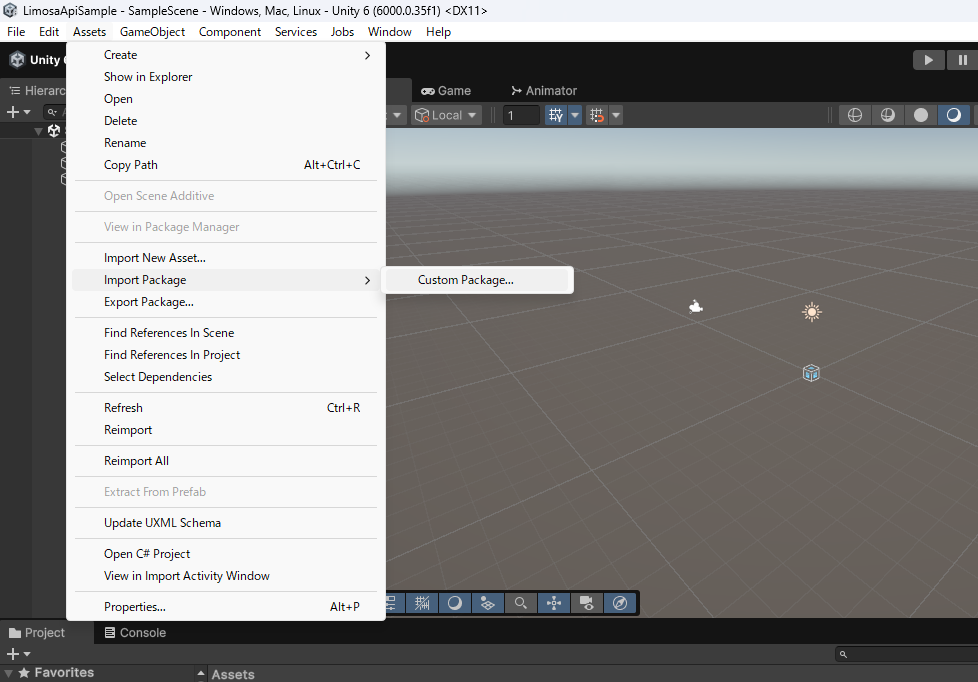 LimosaApiSample - SampleScene - Windows, Mac, Linux - Unity 6 (6000.0.35f1) <DX11>
File Edit Assets GameObject Component Services Jobs Window Help
Unity
Create
Show in Explorer
Open
Delete
Rename
Copy Path Alt+Ctrl+C
Open Scene Additive
View in Package Manager
Import New Asset...
Import Package
Custom Package...
Export Package...
Find References In Scene
Find References In Project
Select Dependencies
Refresh Ctrl+R
Reimport
Reimport All
Extract From Prefab
Update UXML Schema
Open C# Project
View in Import Activity Window
Properties... Alt+P
Hierarc
Game Animator
Local 1
Project Console
Favorites
Assets